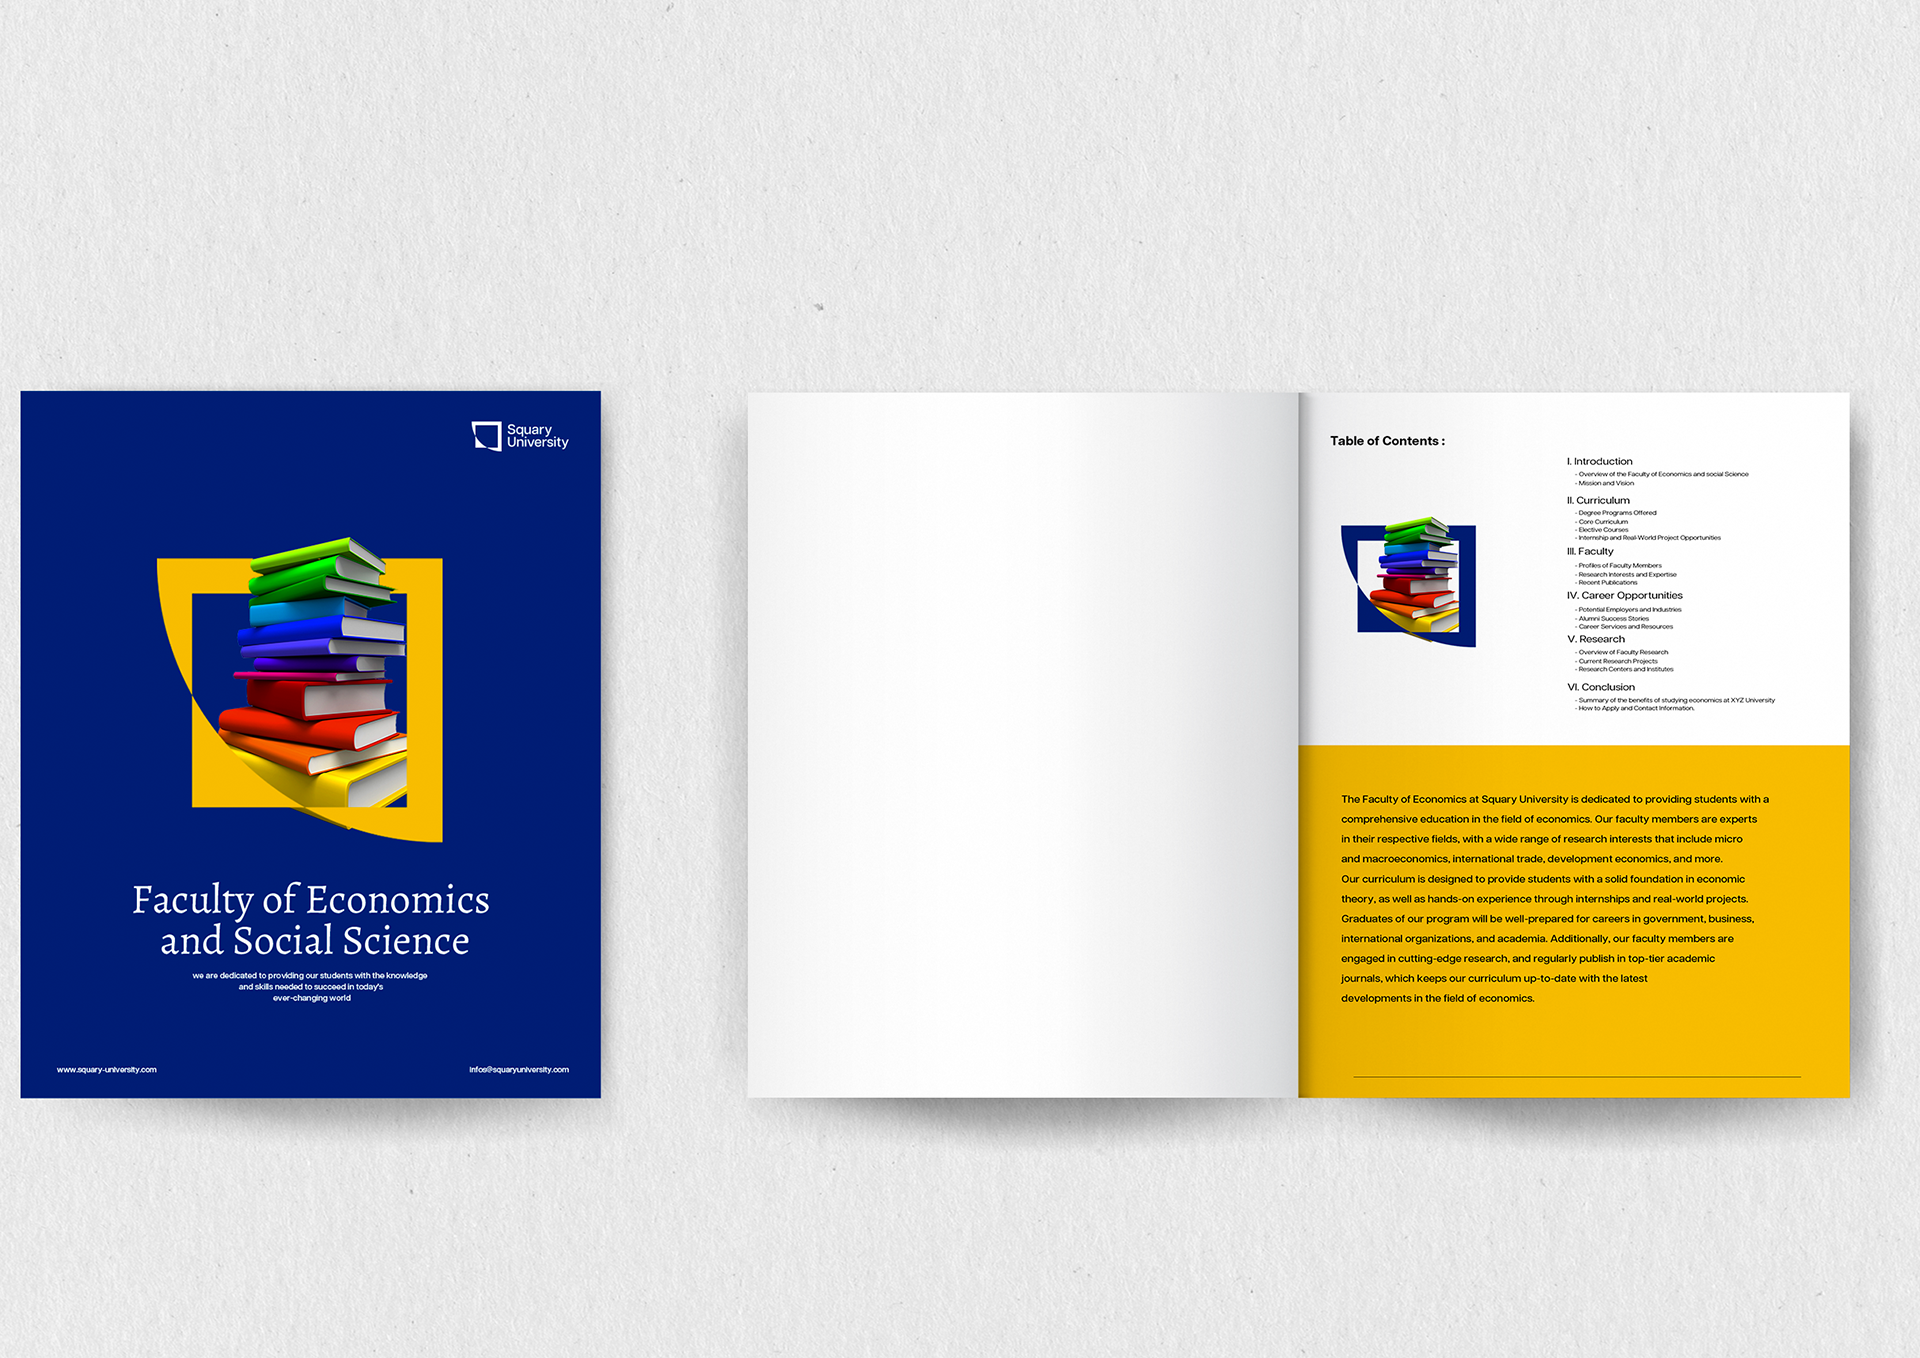 Squary
University
Faculty of Economics
and Social Science
we are dedicated to providing our students with the knowledge
and skills needed to succeed in today's
ever-changing world
www.squary-university.com
infos@squaryuniversity.com
Table of Contents :
I. Introduction
- Overview of the Faculty of Economics and social Science
- Mission and Vision
II. Curriculum
- Degree Programs Offered
- Core Curriculum
- Elective Courses
- Internship and Real-World Project Opportunities
III. Faculty
- Profiles of Faculty Members
- Research Interests and Expertise
- Recent Publications
IV. Career Opportunities
- Potential Employers and Industries
- Alumni Success Stories
- Career Services and Resources
V. Research
- Overview of Faculty Research
- Current Research Projects
- Research Centers and Institutes
VI. Conclusion
- Summary of the benefits of studying economics at XYZ University
- How to Apply and Contact Information.
The Faculty of Economics at Squary University is dedicated to providing students with a
comprehensive education in the field of economics. Our faculty members are experts
in their respective fields, with a wide range of research interests that include micro
and macroeconomics, international trade, development economics, and more.
Our curriculum is designed to provide students with a solid foundation in economic
theory, as well as hands-on experience through internships and real-world projects.
Graduates of our program will be well-prepared for careers in government, business,
international organizations, and academia. Additionally, our faculty members are
engaged in cutting-edge research, and regularly publish in top-tier academic
journals, which keeps our curriculum up-to-date with the latest
developments in the field of economics.